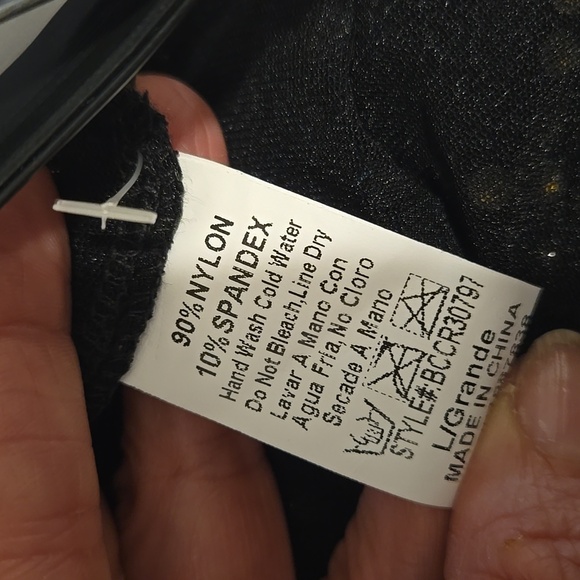 90% NYLON
10% SPANDEX
Hand Wash Cold Water
Do Not Bleach,Line Dry
Lavar A Mano Con
Agua Fria,No Cloro
Secade A Mano
STYLE# BCCR30797
L/Grande
MADE IN CHINA